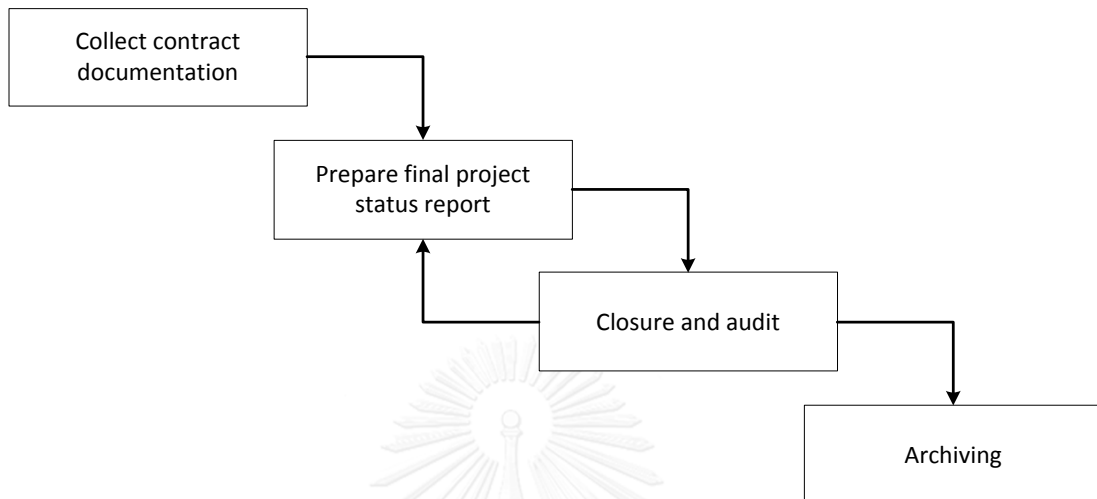 Collect contract
documentation
Prepare final project
status report
Closure and audit
Archiving